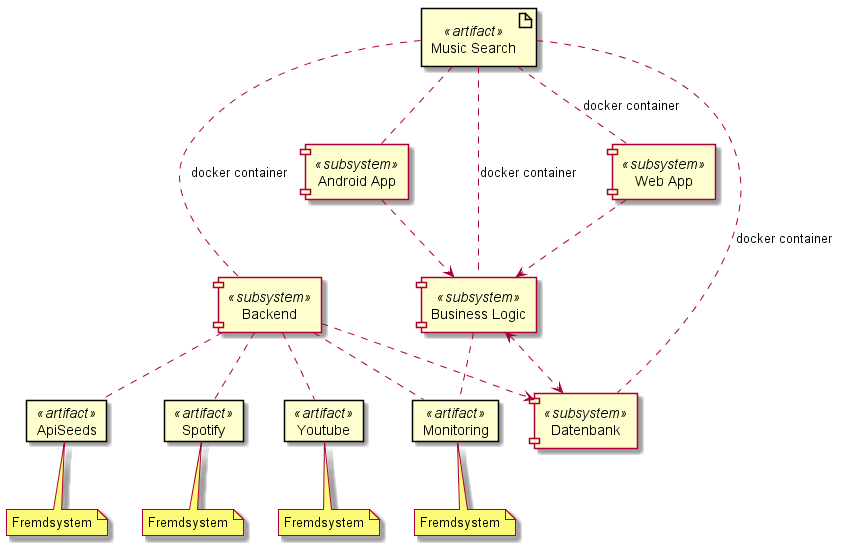 «artifact»
Music Search
docker container
docker container
«subsystem»
Android App
docker container
«subsystem»
Web App
docker container
«subsystem»
Backend
«subsystem»
Business Logic
«artifact»
ApiSeeds
«artifact»
Spotify
«artifact»
Youtube
«artifact»
Monitoring
«subsystem»
Datenbank
Fremdsystem
Fremdsystem
Fremdsystem
Fremdsystem